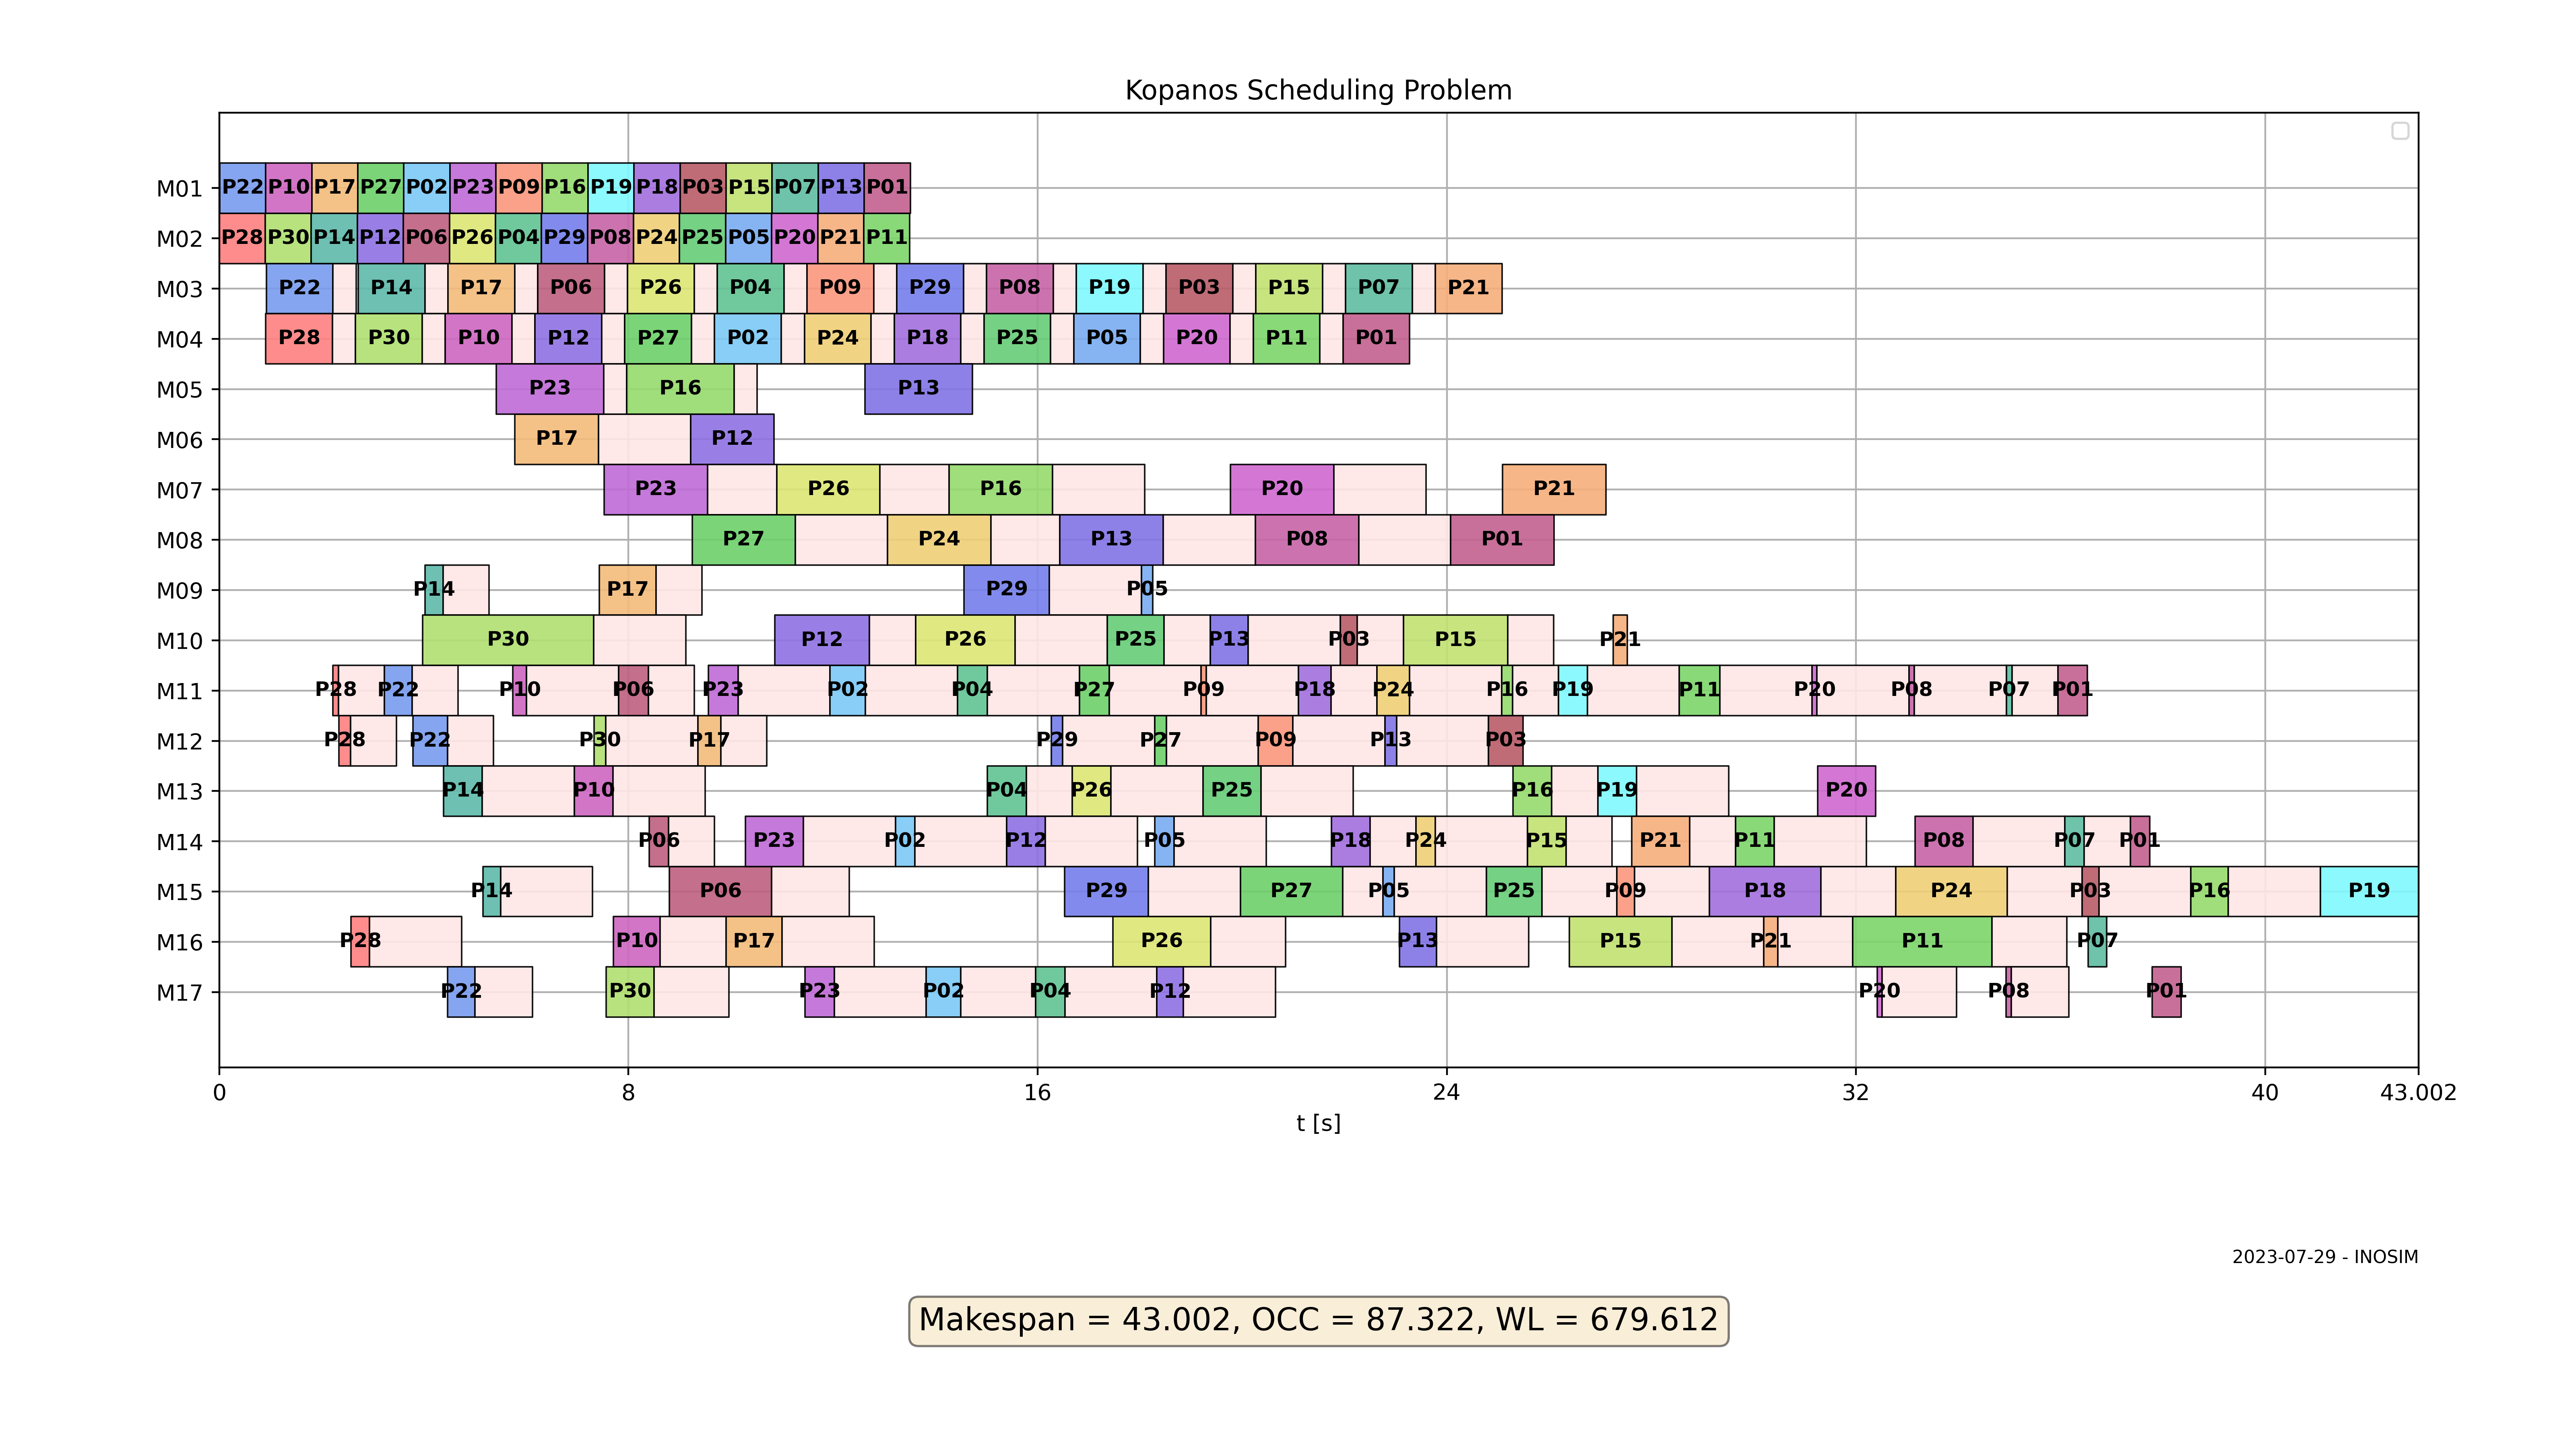 Kopanos Scheduling Problem
M01 P22 P10 P17 P27 P02 P23 P09 P16 P19 P18 P03 P15 P07 P13 P01
M02 P28 P30 P14 P12 P06 P26 P04 P29 P08 P24 P25 P05 P20 P21 P11
M03 P22 P14 P17 P06 P26 P04 P09 P29 P08 P19 P03 P15 P07 P21
M04 P28 P30 P10 P12 P27 P02 P24 P18 P25 P05 P20 P11 P01
M05 P23 P16 P13
M06 P17 P12
M07 P23 P26 P16 P20 P21
M08 P27 P24 P13 P08 P01
M09 P14 P17 P29 P05
M10 P30 P12 P26 P25 P13 P03 P15 P21
M11 P28 P22 P10 P06 P23 P02 P04 P27 P09 P18 P24 P16 P19 P11 P20 P08 P07 P01
M12 P28 P22 P30 P17 P29 P27 P09 P13 P03
M13 P14 P10 P04 P26 P25 P16 P19 P20
M14 P06 P23 P02 P12 P05 P18 P24 P15 P21 P11 P08 P07 P01
M15 P14 P06 P29 P27 P05 P25 P09 P18 P24 P03 P16 P19
M16 P28 P10 P17 P26 P13 P15 P21 P11 P07
M17 P22 P30 P23 P02 P04 P12 P20 P08 P01
0 8 16 24 32 40 43.002
t [s]
2023-07-29 - INOSIM
Makespan = 43.002, OCC = 87.322, WL = 679.612